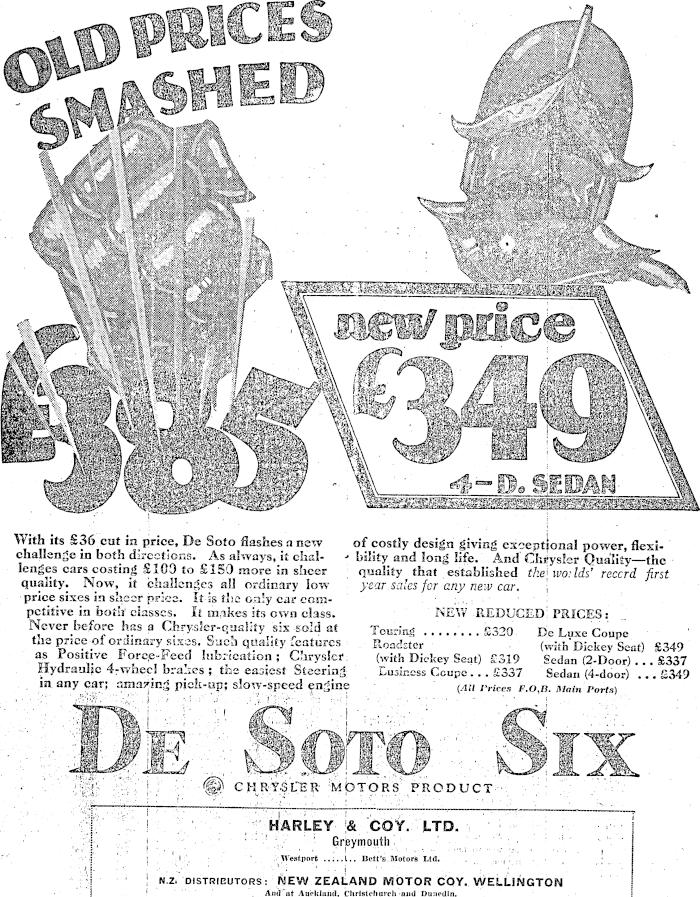 OLD PRICES
SMASHED
£385
new price
£349
4-D. SEDAN
With its £36 cut in price, De Soto flashes a new
challenge in both directions. As always, it chal-
lenges cars costing £100 to £150 more in sheer
quality. Now, it challenges all ordinary low
price sixes in sheer price. It is the only car com-
petitive in both classes. It makes its own class.
Never before has a Chrysler-quality six sold at
the price of ordinary sixes. Such quality features
as Positive Force-Feed lubrication; Chrysler
Hydraulic 4-wheel brakes; the easiest Steering
in any car; amazing pick-up; slow-speed engine
of costly design giving exceptional power, flexi-
bility and long life. And Chrysler Quality—the
quality that established the worlds' record first
year sales for any new car.
NEW REDUCED PRICES:
Touring ........ £320
Roadster
(with Dickey Seat) £319
Business Coupe... £337
De Luxe Coupe
(with Dickey Seat) £349
Sedan (2-Door) ... £337
Sedan (4-door) ... £349
(All Prices F.O.B. Main Ports)
DE SOTO SIX
CHRYSLER MOTORS PRODUCT
HARLEY & COY. LTD.
Greymouth
Westport ........ Bett's Motors Ltd.
N.Z. DISTRIBUTORS: NEW ZEALAND MOTOR COY. WELLINGTON
And at Auckland, Christchurch and Dunedin.